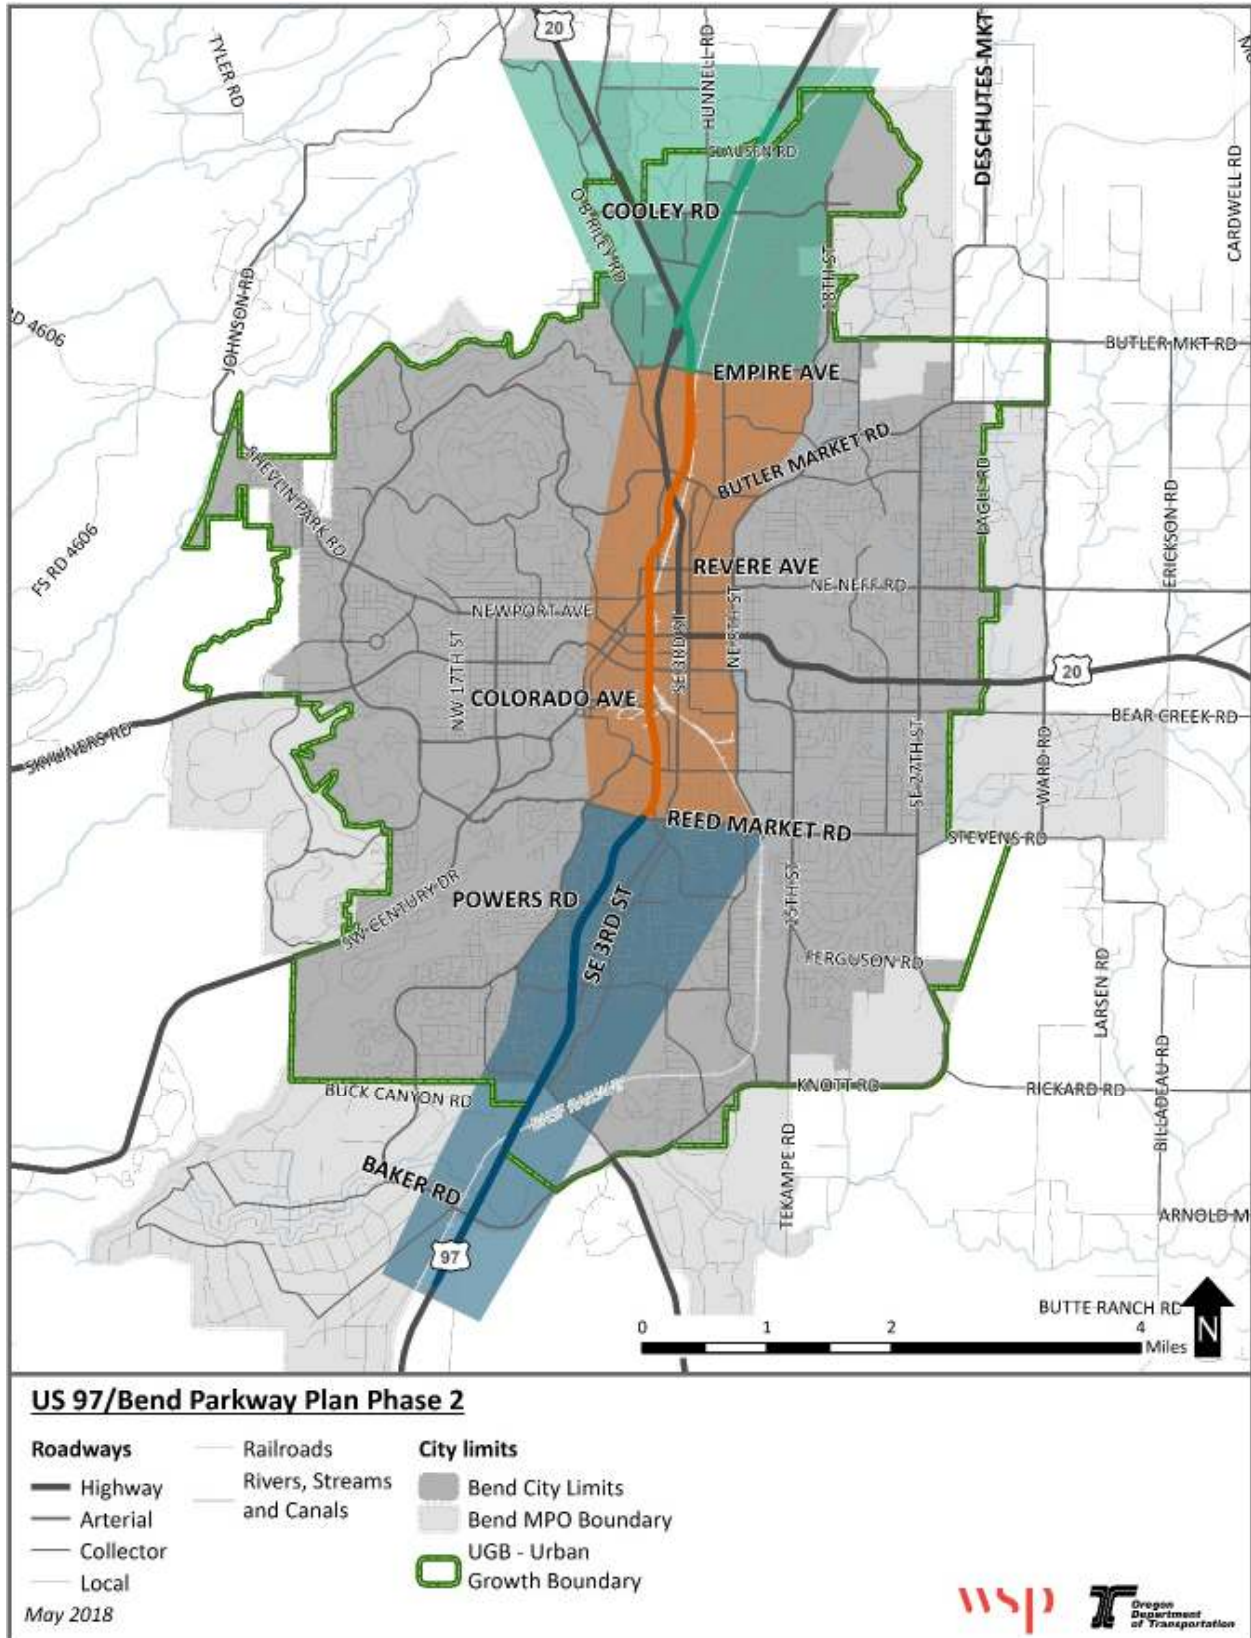 20
TYLER RD
HUNNELL RD
DESCHUTES MKT
CLAUSEN RD
CARDWELL RD
O B RILEY RD
COOLEY RD
18TH ST
RD 4606
JOHNSON RD
BUTLER MKT RD
EMPIRE AVE
BUTLER MARKET RD
SHEVLIN PARK RD
EAGLE RD
ERICKSON RD
FS RD 4606
REVERE AVE
NE NEFF RD
NEWPORT AVE
NE 8TH ST
SE 3RD ST
NW 17TH ST
20
COLORADO AVE
BEAR CREEK RD
SKYLINERS RD
SE 27TH ST
WARD RD
REED MARKET RD
STEVENS RD
SW CENTURY DR
POWERS RD
15TH ST
SE 3RD ST
FERGUSON RD
LARSEN RD
BUCK CANYON RD
BNSF RAILWAY
KNOTT RD
RICKARD RD
BILLADEAU RD
BAKER RD
TEKAMPE RD
ARNOLD M
97
BUTTE RANCH RD
0 1 2 4
Miles
N
US 97/Bend Parkway Plan Phase 2
Roadways
Highway
Arterial
Collector
Local
Railroads
Rivers, Streams
and Canals
City limits
Bend City Limits
Bend MPO Boundary
UGB - Urban
Growth Boundary
May 2018
wsp
Oregon
Department
of Transportation